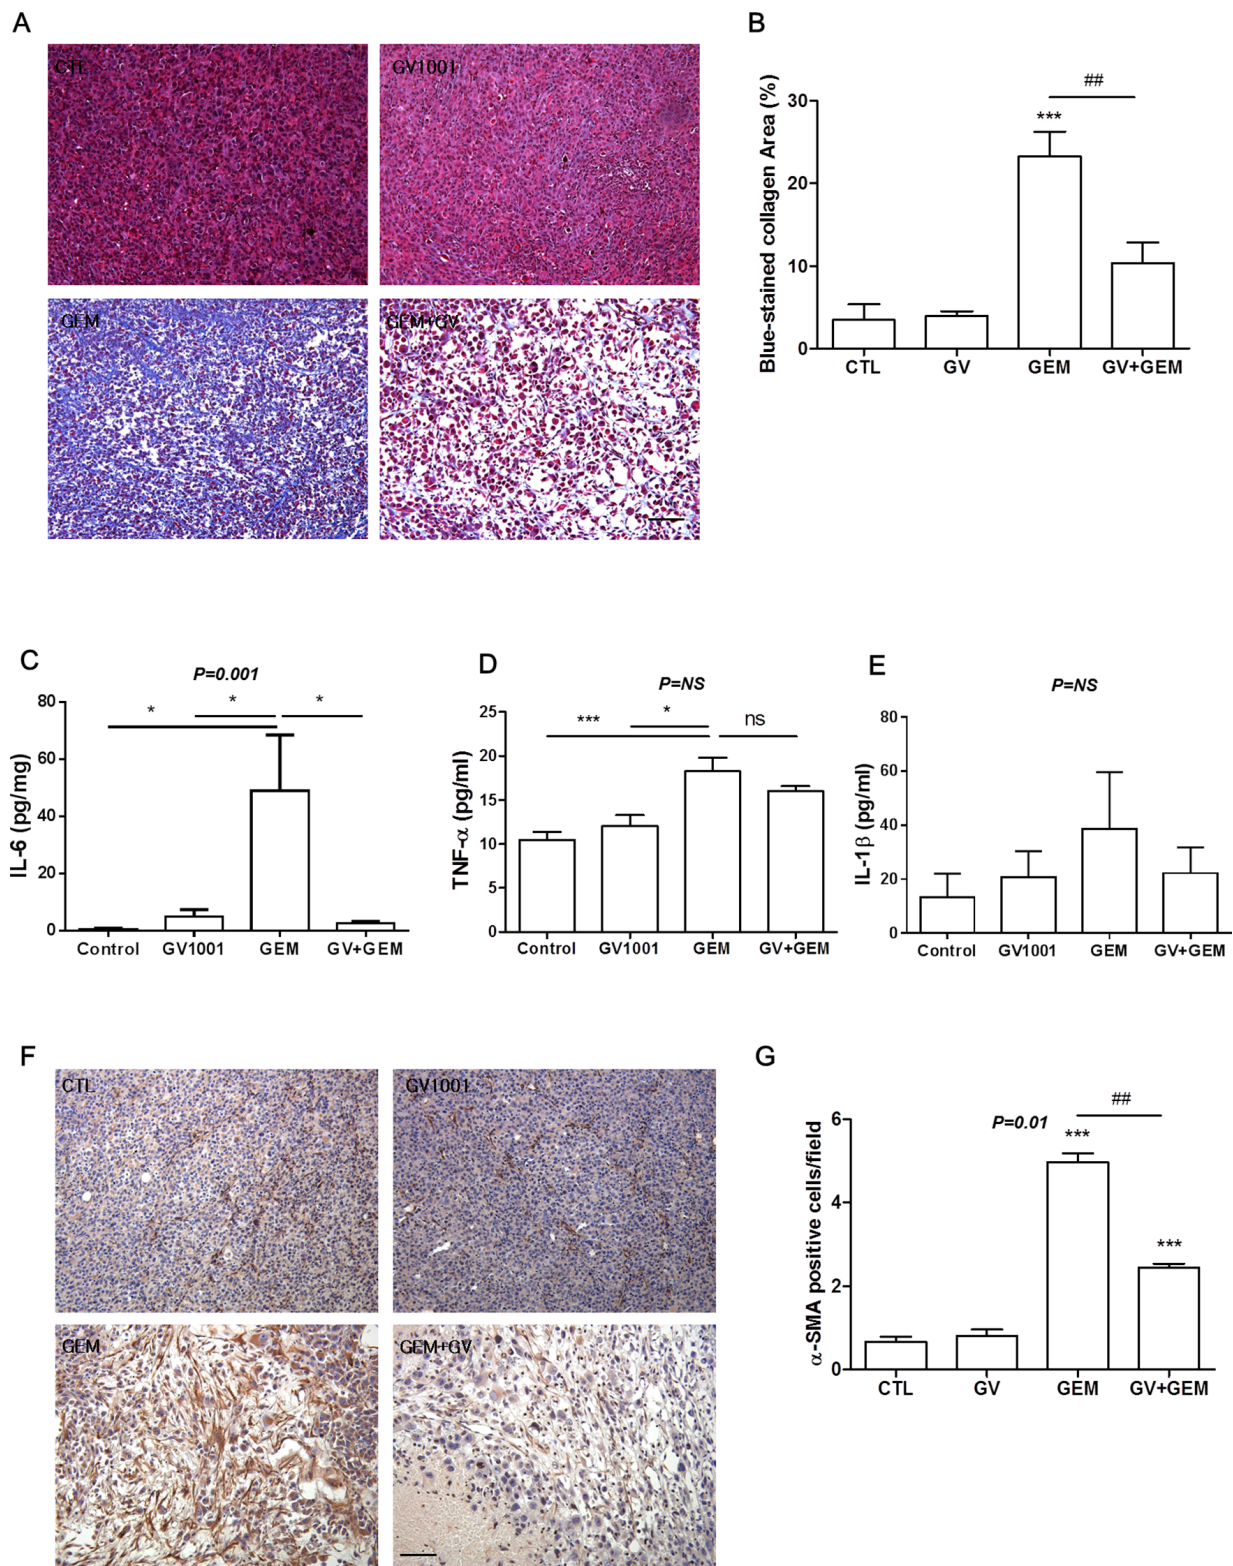 A
CTL
GV1001
GEM
GEM+GV
B
Blue-stained collagen Area (%)
30
20
10
0
##
***
CTL
GV
GEM
GV+GEM
C
P=0.001
IL-6 (pg/mg)
80
60
40
20
0
*
*
*
Control
GV1001
GEM
GV+GEM
D
P=NS
TNF-α (pg/ml)
25
20
15
10
5
0
***
*
ns
Control
GV1001
GEM
GV+GEM
E
P=NS
IL-1β (pg/ml)
80
60
40
20
0
Control
GV1001
GEM
GV+GEM
F
CTL
GV1001
GEM
GEM+GV
G
α-SMA positive cells/field
6
4
2
0
P=0.01
##
***
***
CTL
GV
GEM
GV+GEM